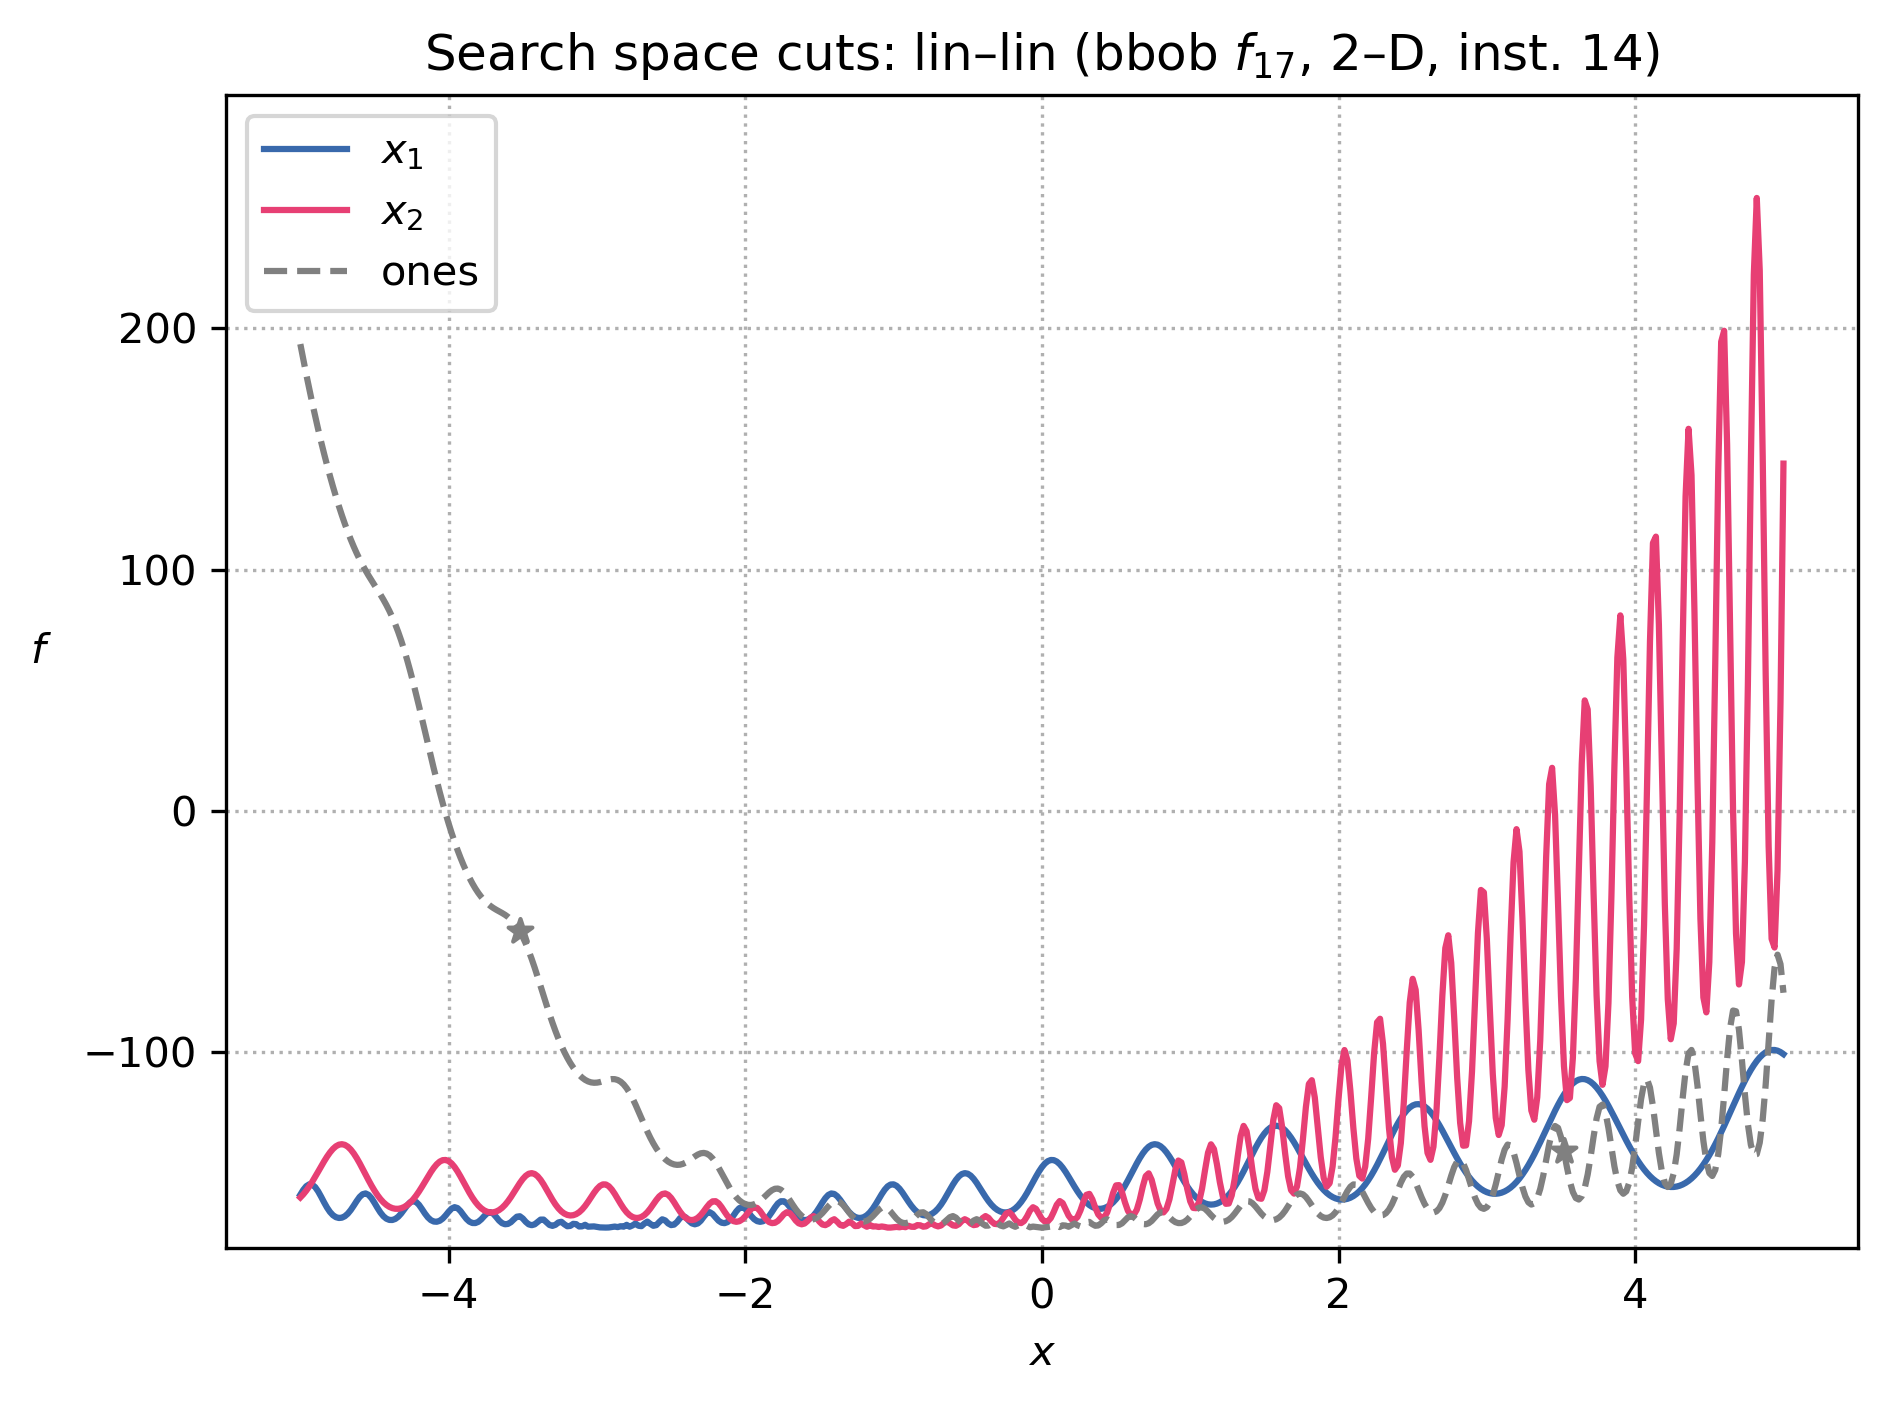 Search space cuts: lin–lin (bbob f₁₇, 2–D, inst. 14)
x₁
x₂
ones
200
100
0
−100
f
−4
−2
0
2
4
x